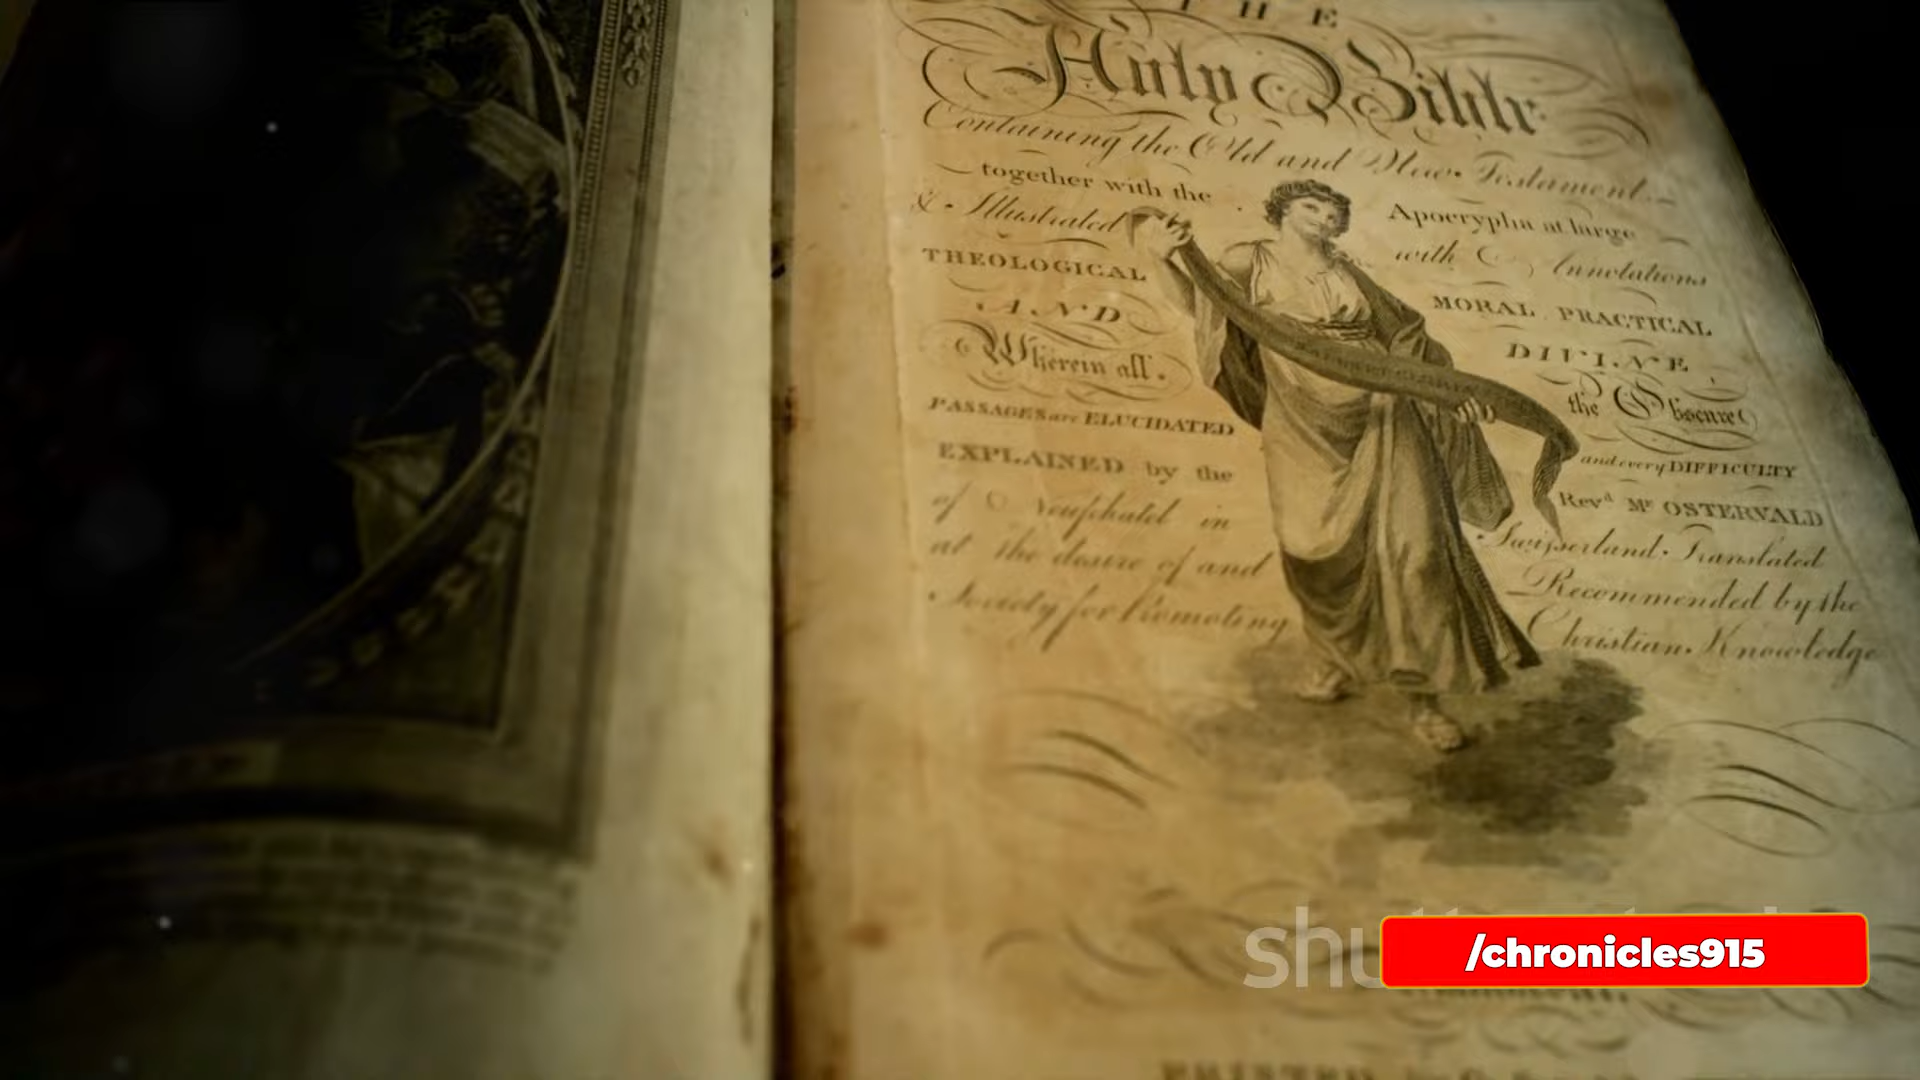 THE
Holy Bible
Containing the Old and New Testament
together with the Apocrypha at large
& Illustrated with Annotations
THEOLOGICAL MORAL PRACTICAL
AND DIVINE
Wherein all the Obscure
PASSAGES are ELUCIDATED and every DIFFICULTY
EXPLAINED by the Revd Mr OSTERVALD
of Neufchatel in Swisserland. Translated
at the desire of and Recommended by the
Society for Promoting Christian Knowledge
shu
/chronicles915
PRINTED